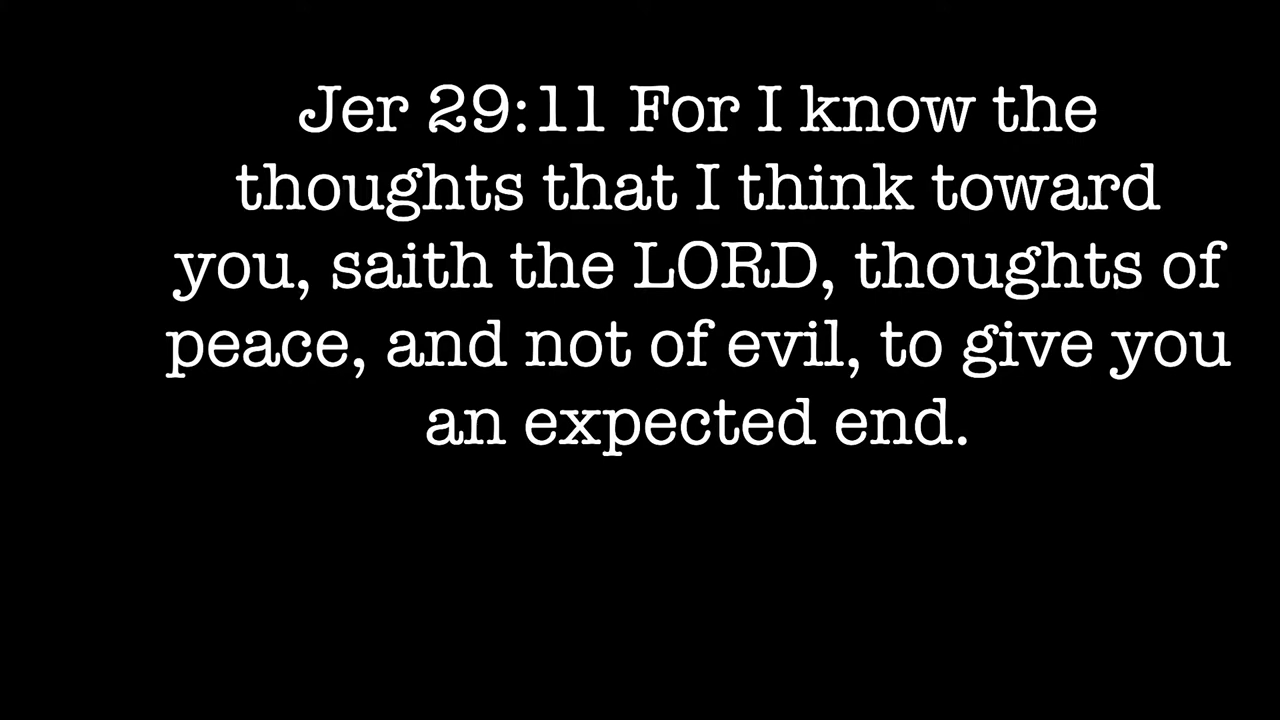 Jer 29:11 For I know the
thoughts that I think toward
you, saith the LORD, thoughts of
peace, and not of evil, to give you
an expected end.